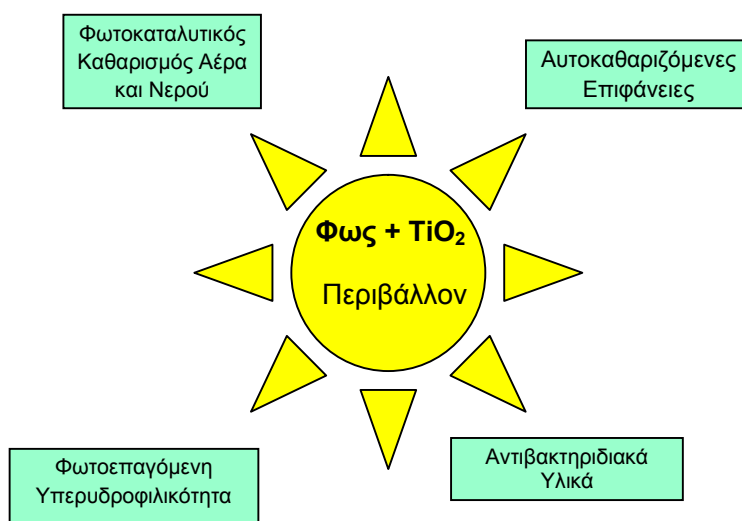 Φωτοκαταλυτικός
Καθαρισμός Αέρα
και Νερού
Αυτοκαθαριζόμενες
Επιφάνειες
Φως + TiO₂
Περιβάλλον
Φωτοεπαγόμενη
Υπερυδροφιλικότητα
Αντιβακτηριδιακά
Υλικά